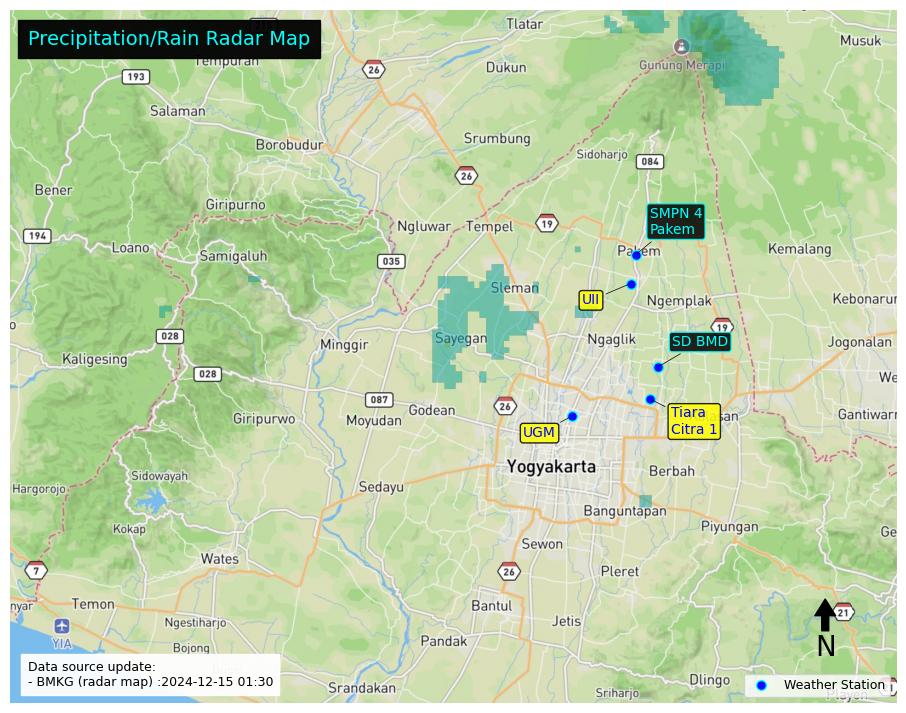 Precipitation/Rain Radar Map
Tlatar
Musuk
Tempuran
26
Dukun
Gunung Merapi
193
Salaman
Srumbung
Borobudur
Sidoharjo
084
26
Bener
Giripurno
SMPN 4
Pakem
Ngluwar
Tempel
19
194
Loano
Samigaluh
035
Pakem
Kemalang
Sleman
UII
Ngemplak
Kebonarum
028
Minggir
Sayegan
Ngaglik
19
SD BMD
Jogonalan
Kaligesing
028
087
Giripurwo
Moyudan
Godean
26
Tiara
Citra 1
Gantiwarn
UGM
Yogyakarta
Berbah
Hargorojo
Sidowayah
Sedayu
Kokap
Banguntapan
Piyungan
Wates
Sewon
7
26
Pleret
Temon
Bantul
21
YIA
Ngestiharjo
Jetis
Bojong
Pandak
N
Data source update:
- BMKG (radar map) :2024-12-15 01:30
Srandakan
Sriharjo
Dlingo
Weather Station
Playen